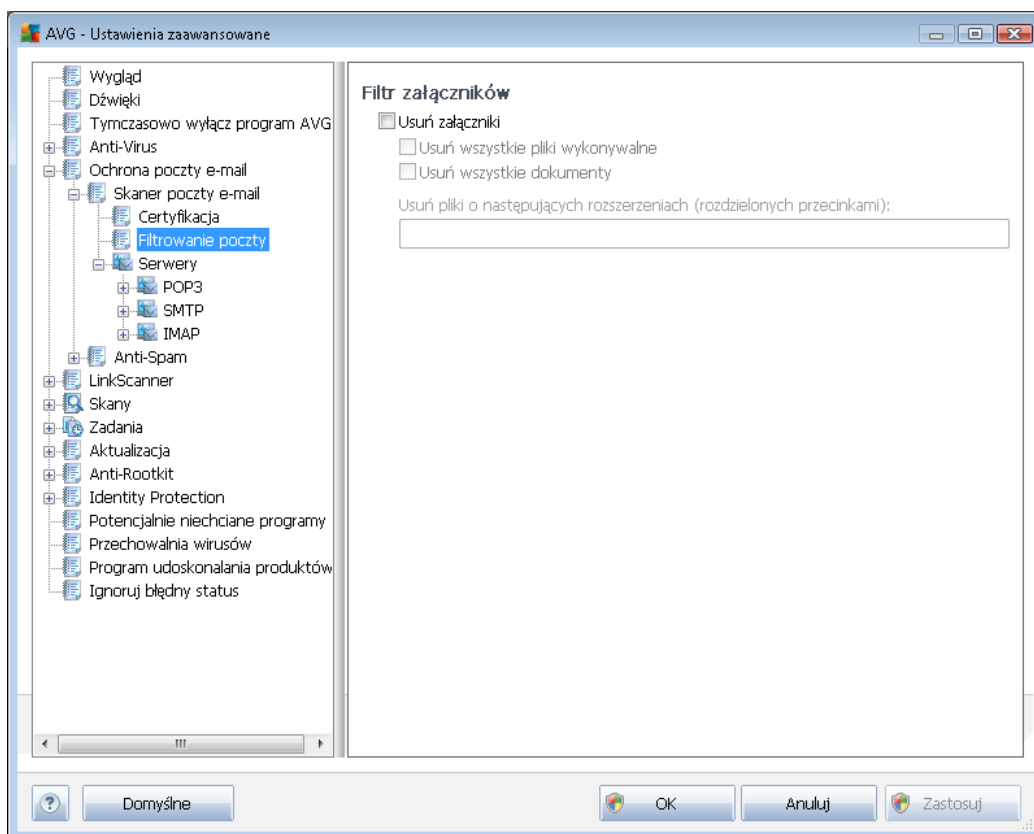 AVG - Ustawienia zaawansowane
Wygląd
Dźwięki
Tymczasowo wyłącz program AVG
Anti-Virus
Ochrona poczty e-mail
Skaner poczty e-mail
Certyfikacja
Filtrowanie poczty
Serwery
POP3
SMTP
IMAP
Anti-Spam
LinkScanner
Skany
Zadania
Aktualizacja
Anti-Rootkit
Identity Protection
Potencjalnie niechciane programy
Przechowalnia wirusów
Program udoskonalania produktów
Ignoruj błędny status
Filtr załączników
Usuń załączniki
Usuń wszystkie pliki wykonywalne
Usuń wszystkie dokumenty
Usuń pliki o następujących rozszerzeniach (rozdzielonych przecinkami):
?
Domyślne
OK
Anuluj
Zastosuj